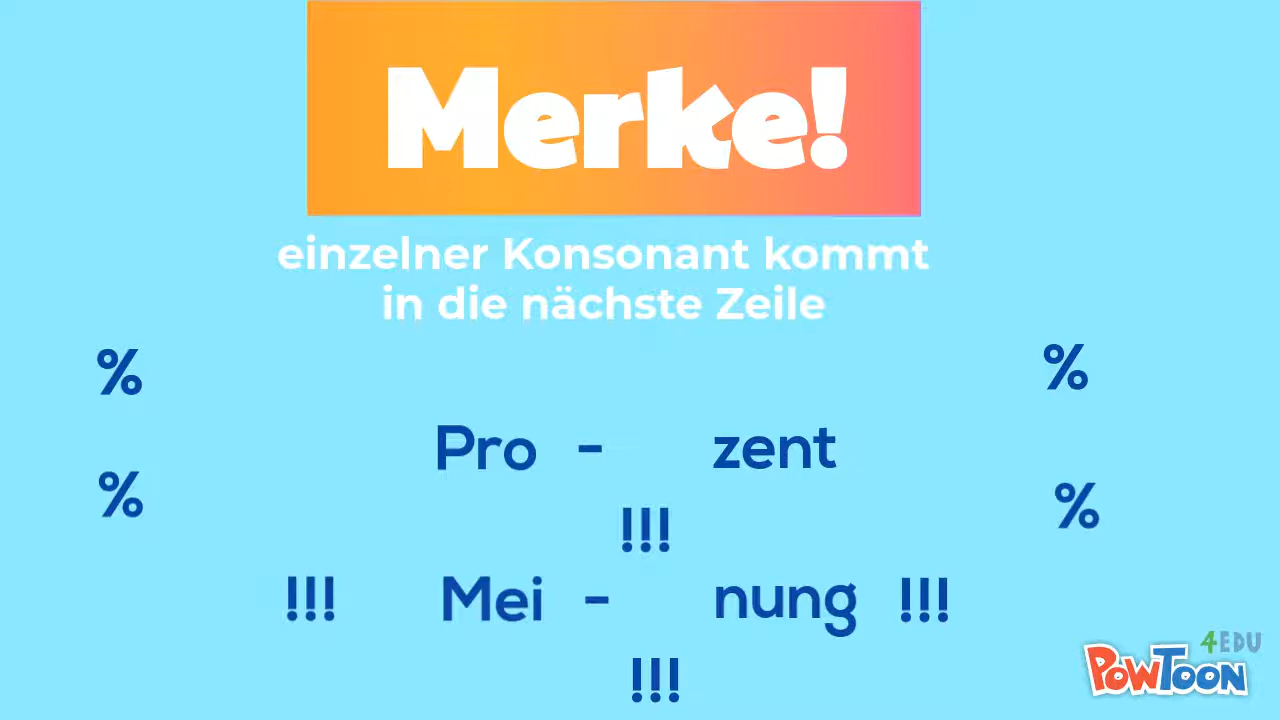 Merke!
einzelner Konsonant kommt
in die nächste Zeile
% %
Pro - zent
% %
!!!
!!! Mei - nung !!!
!!!
4EDU
POWTOON